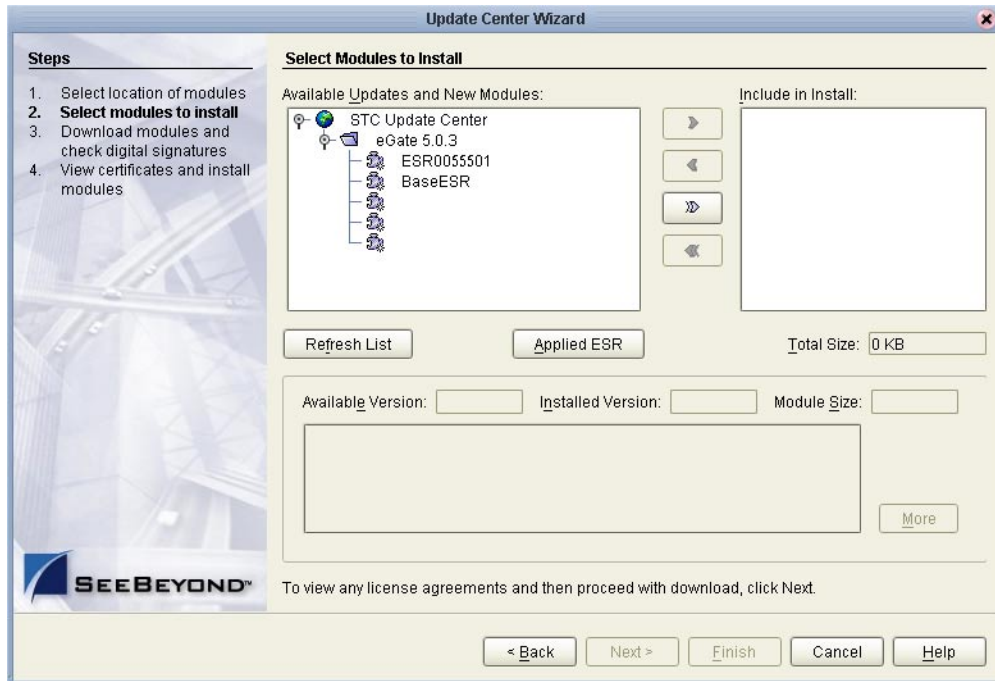 Update Center Wizard
Steps
1. Select location of modules
2. Select modules to install
3. Download modules and
check digital signatures
4. View certificates and install
modules
SEEBEYOND™
Select Modules to Install
Available Updates and New Modules:
STC Update Center
eGate 5.0.3
ESR0055501
BaseESR
Include in Install:
Refresh List
Applied ESR
Total Size: 0 KB
Available Version:
Installed Version:
Module Size:
More
To view any license agreements and then proceed with download, click Next.
< Back
Next >
Finish
Cancel
Help